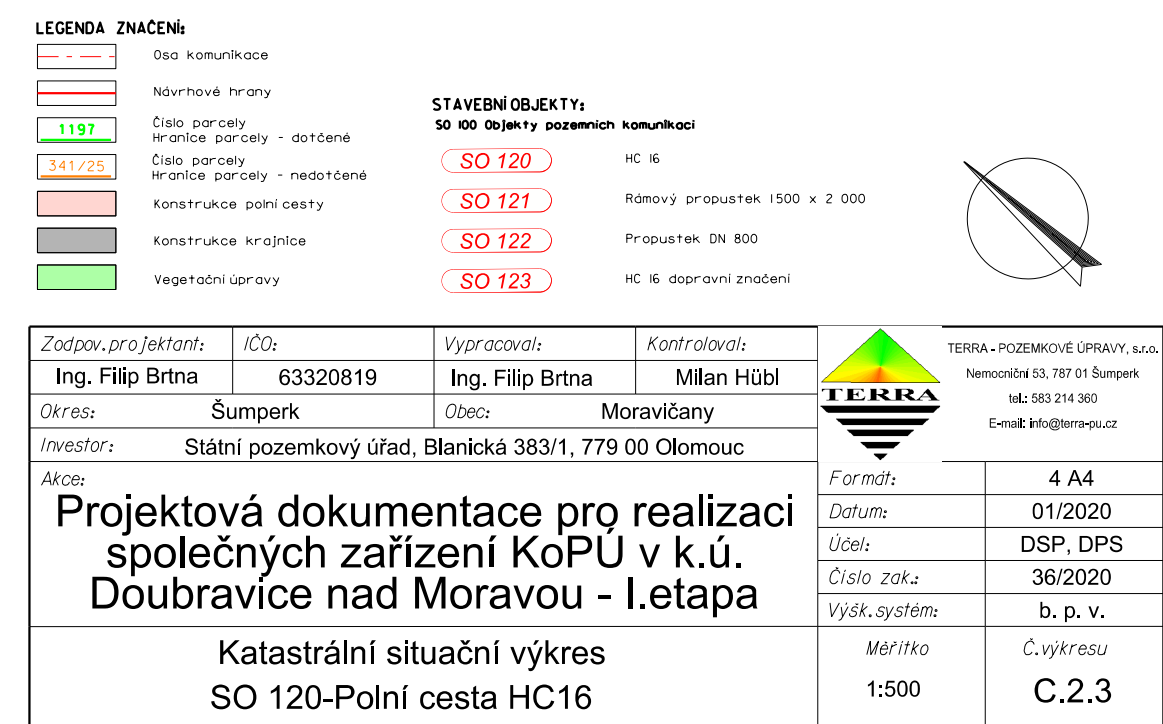 LEGENDA ZNAČENÍ:
Osa komunikace
Návrhové hrany
1197
Číslo parcely
Hranice parcely - dotčené
341/25
Číslo parcely
Hranice parcely - nedotčené
Konstrukce polní cesty
Konstrukce krajnice
Vegetační úpravy
STAVEBNÍ OBJEKTY:
SO 100 Objekty pozemních komunikací
SO 120 HC 16
SO 121 Rámový propustek 1500 x 2 000
SO 122 Propustek DN 800
SO 123 HC 16 dopravní značení
Zodpov.projektant: IČO: Vypracoval: Kontroloval:
Ing. Filip Brtna 63320819 Ing. Filip Brtna Milan Hübl
Okres: Šumperk Obec: Moravičany
Investor: Státní pozemkový úřad, Blanická 383/1, 779 00 Olomouc
Akce:
Projektová dokumentace pro realizaci
společných zařízení KoPÚ v k.ú.
Doubravice nad Moravou - I.etapa
Katastrální situační výkres
SO 120-Polní cesta HC16
TERRA
TERRA - POZEMKOVÉ ÚPRAVY, s.r.o.
Nemocniční 53, 787 01 Šumperk
tel.: 583 214 360
E-mail: info@terra-pu.cz
Formát: 4 A4
Datum: 01/2020
Účel: DSP, DPS
Číslo zak.: 36/2020
Výšk.systém: b. p. v.
Měřítko Č.výkresu
1:500 C.2.3